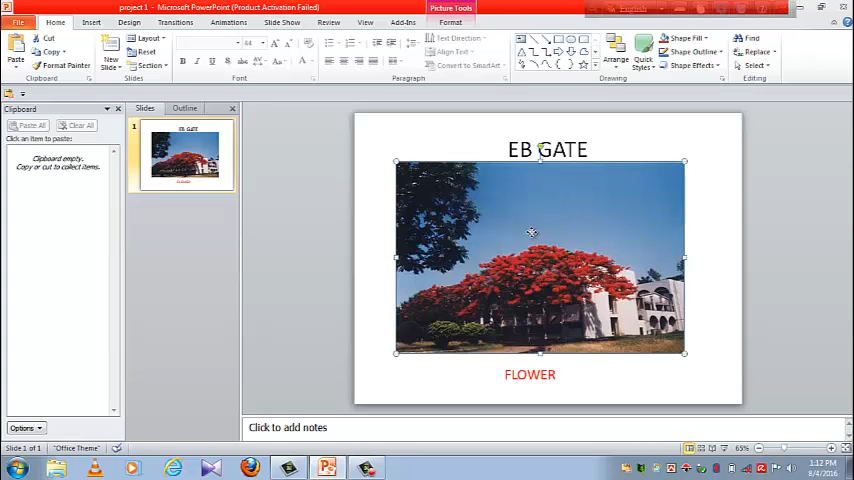 project 1 - Microsoft PowerPoint (Product Activation Failed)
Picture Tools
English
File
Home
Insert
Design
Transitions
Animations
Slide Show
Review
View
Add-Ins
Format
Paste
Cut
Copy
Format Painter
Clipboard
New
Slide
Layout
Reset
Section
Slides
44
Font
Text Direction
Align Text
Convert to SmartArt
Paragraph
Arrange
Quick
Styles
Shape Fill
Shape Outline
Shape Effects
Drawing
Find
Replace
Select
Editing
Clipboard
Paste All
Clear All
Click an item to paste:
Clipboard empty.
Copy or cut to collect items.
Options
Slides
Outline
1
EB GATE
FLOWER
EB GATE
FLOWER
Click to add notes
Slide 1 of 1
"Office Theme"
65%
1:12 PM
8/4/2016